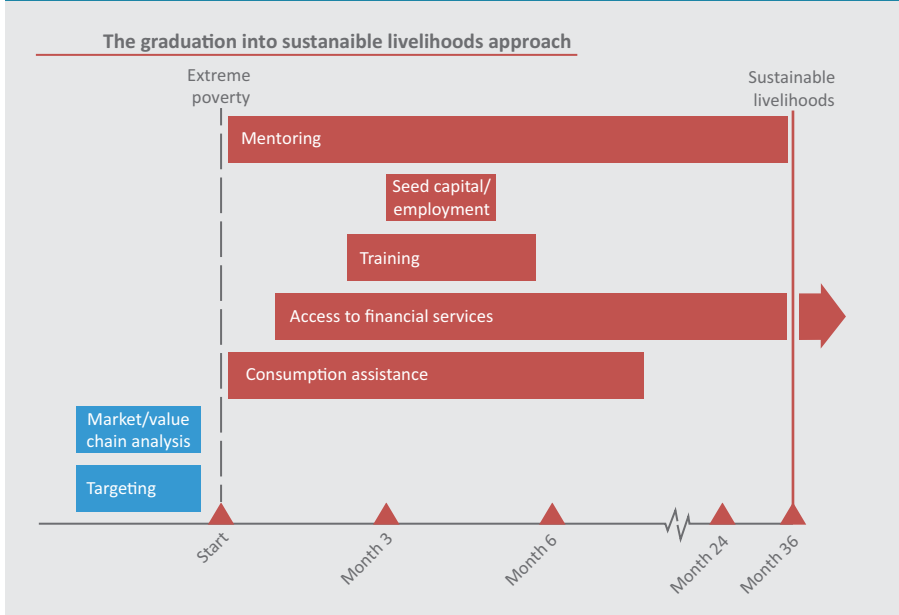 The graduation into sustanaible livelihoods approach
Extreme
poverty
Sustainable
livelihoods
Mentoring
Seed capital/
employment
Training
Access to financial services
Consumption assistance
Market/value
chain analysis
Targeting
Start
Month 3
Month 6
Month 24
Month 36